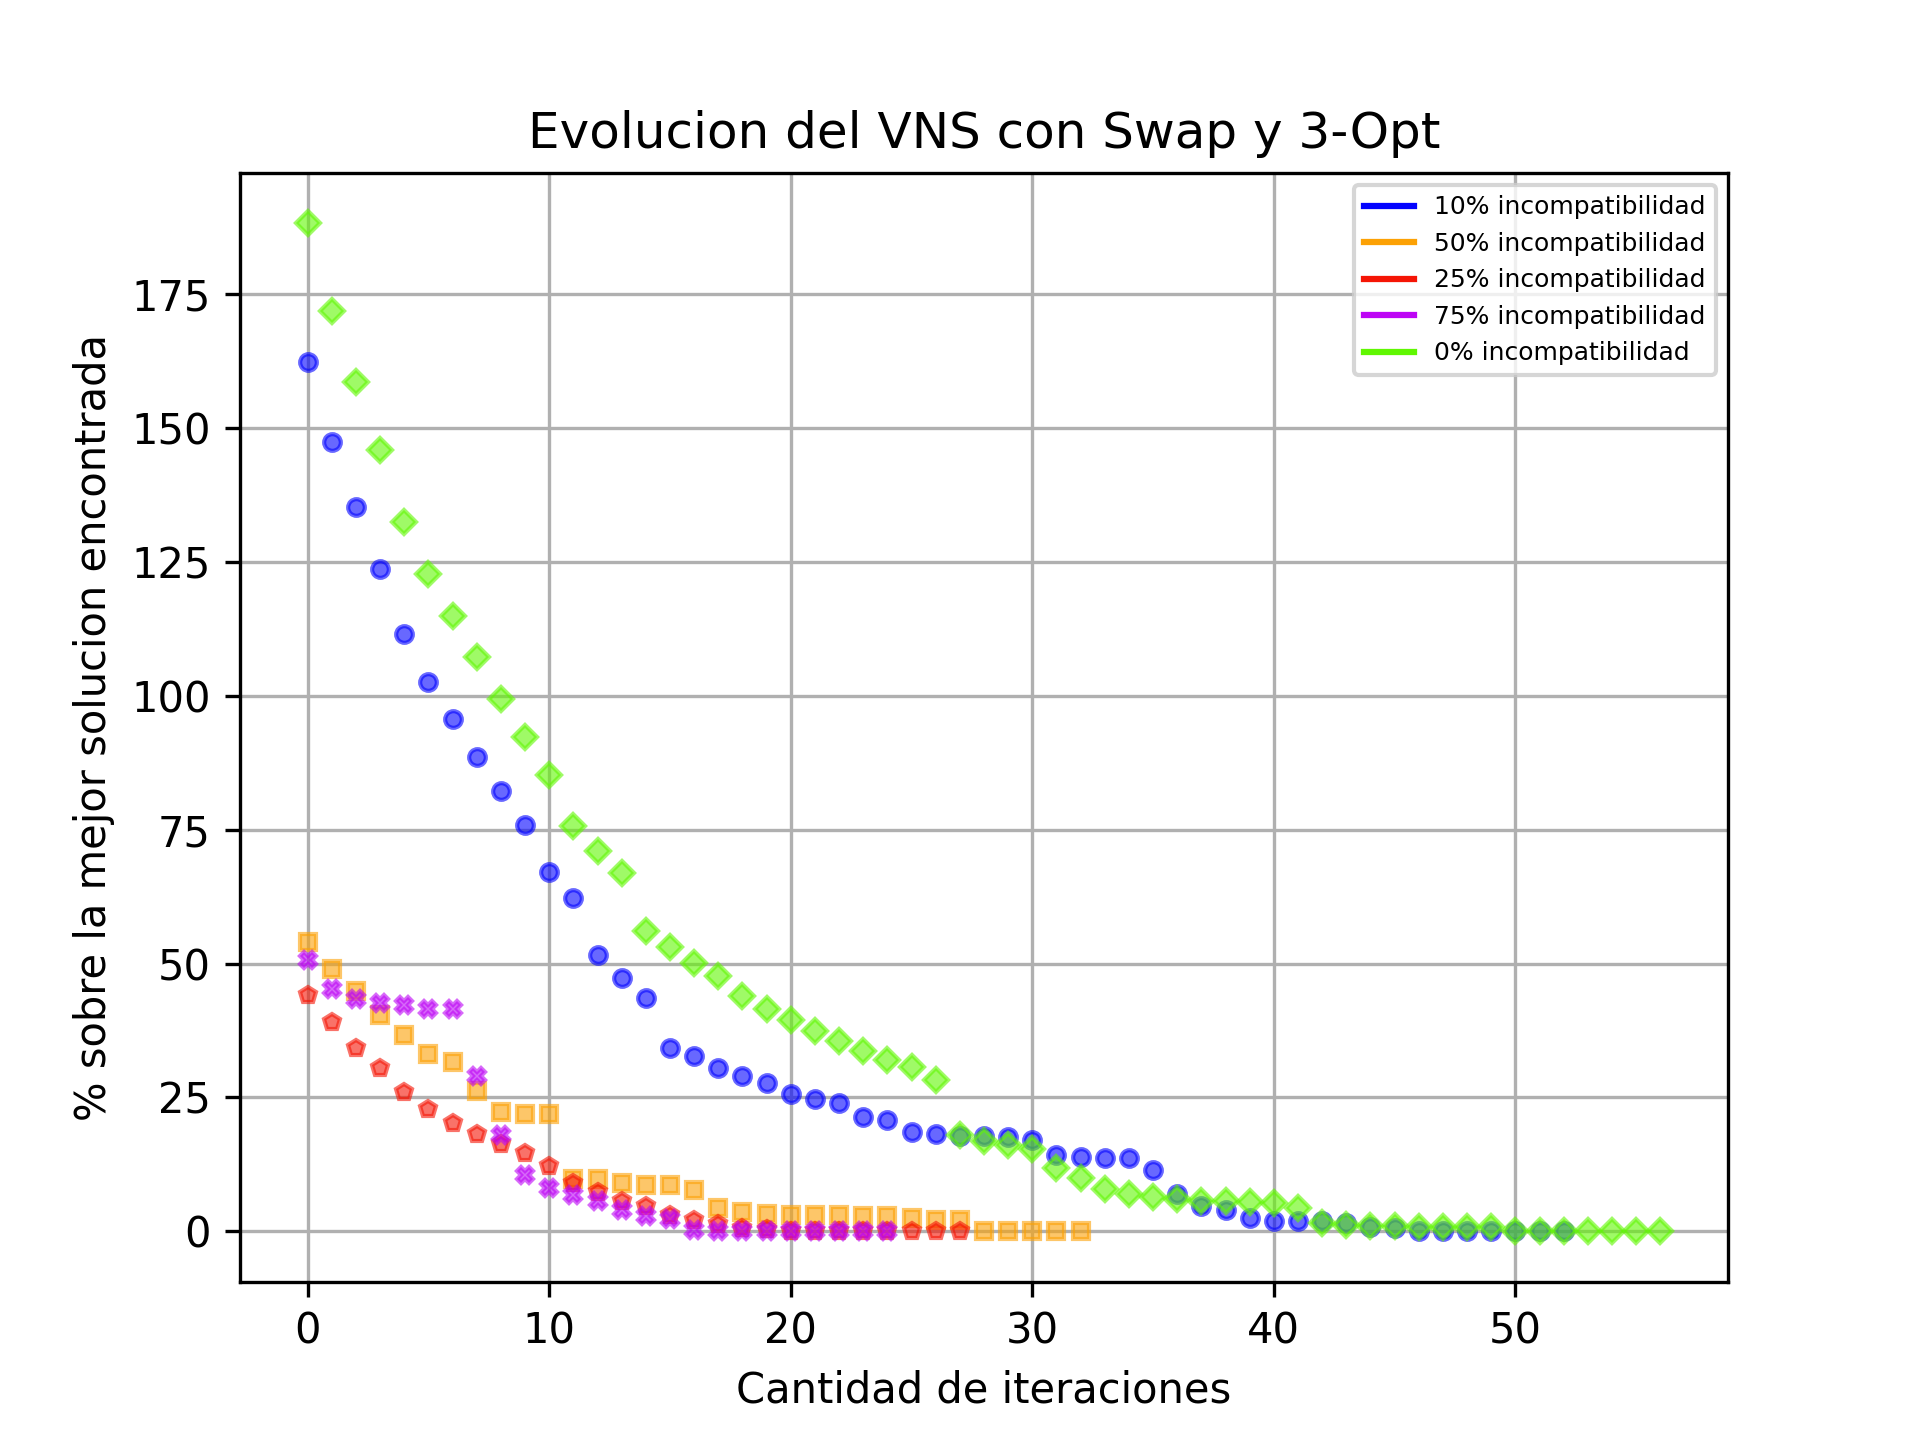 Evolucion del VNS con Swap y 3-Opt
10% incompatibilidad
50% incompatibilidad
25% incompatibilidad
75% incompatibilidad
0% incompatibilidad
% sobre la mejor solucion encontrada
175
150
125
100
75
50
25
0
0 10 20 30 40 50
Cantidad de iteraciones